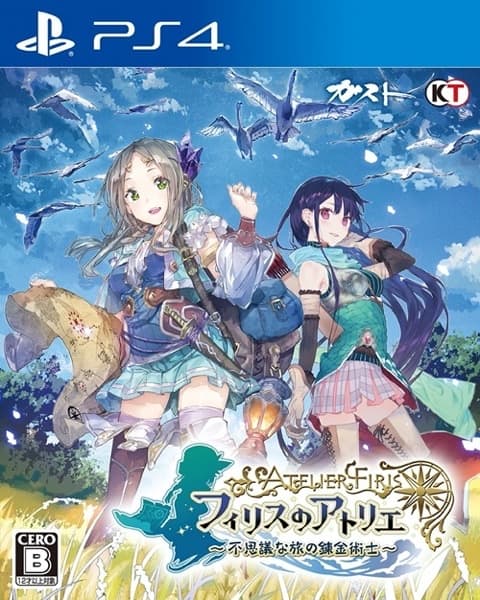 PS4
ガスト KT
ATELIER FIRIS
フィリスのアトリエ
～不思議な旅の錬金術士～
CERO
B
12才以上対象